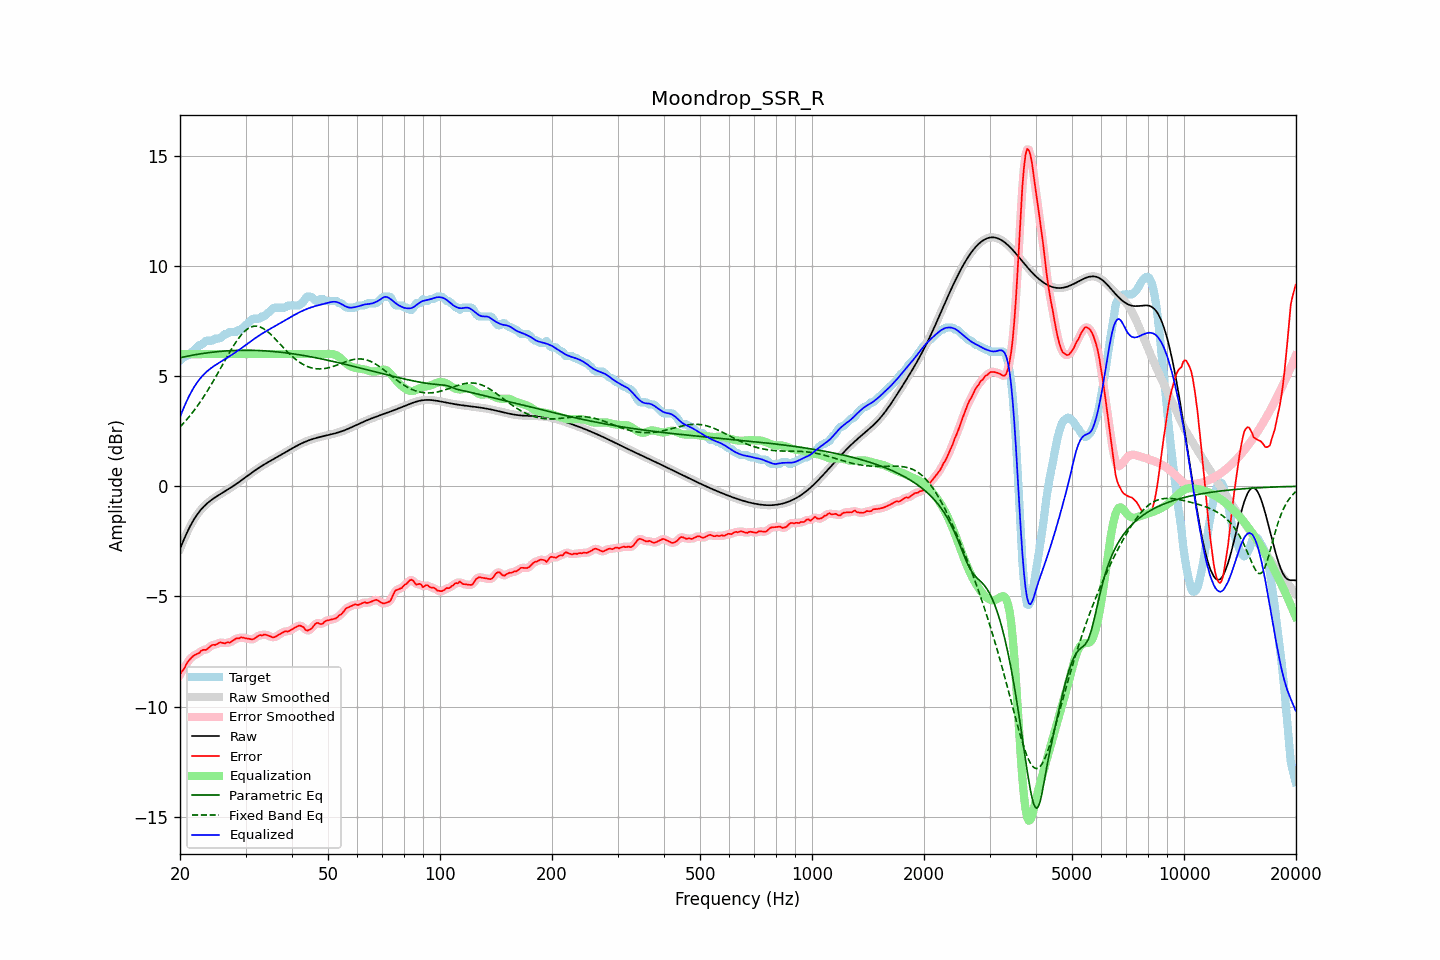 Moondrop_SSR_R
Amplitude (dBr)
15
10
5
0
−5
−10
−15
Target
Raw Smoothed
Error Smoothed
Raw
Error
Equalization
Parametric Eq
Fixed Band Eq
Equalized
20 50 100 200 500 1000 2000 5000 10000 20000
Frequency (Hz)